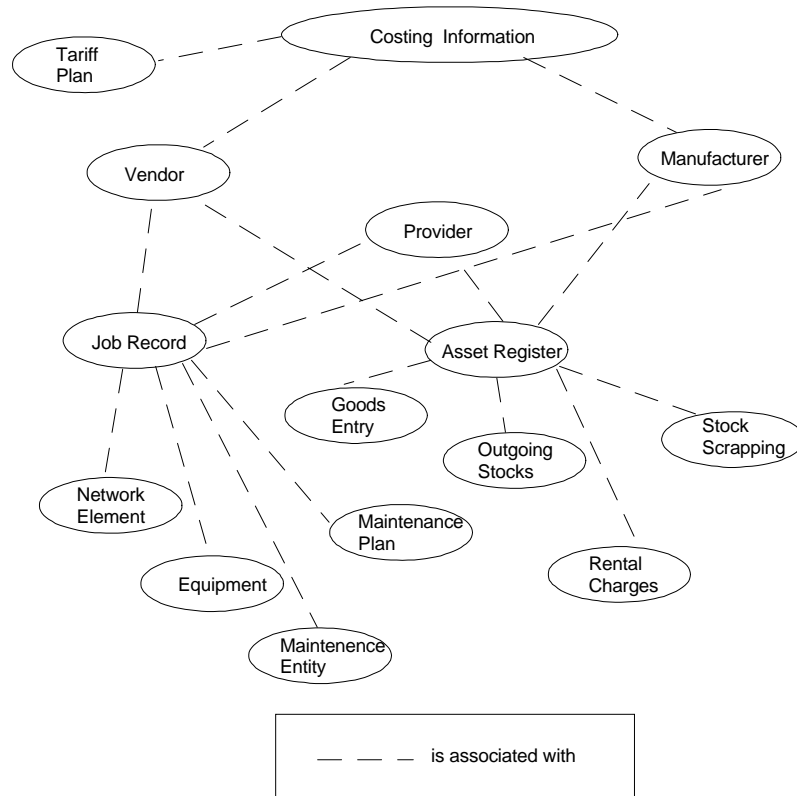 Costing Information
Tariff
Plan
Vendor
Manufacturer
Provider
Job Record
Asset Register
Goods
Entry
Outgoing
Stocks
Stock
Scrapping
Network
Element
Maintenance
Plan
Equipment
Rental
Charges
Maintenence
Entity
is associated with